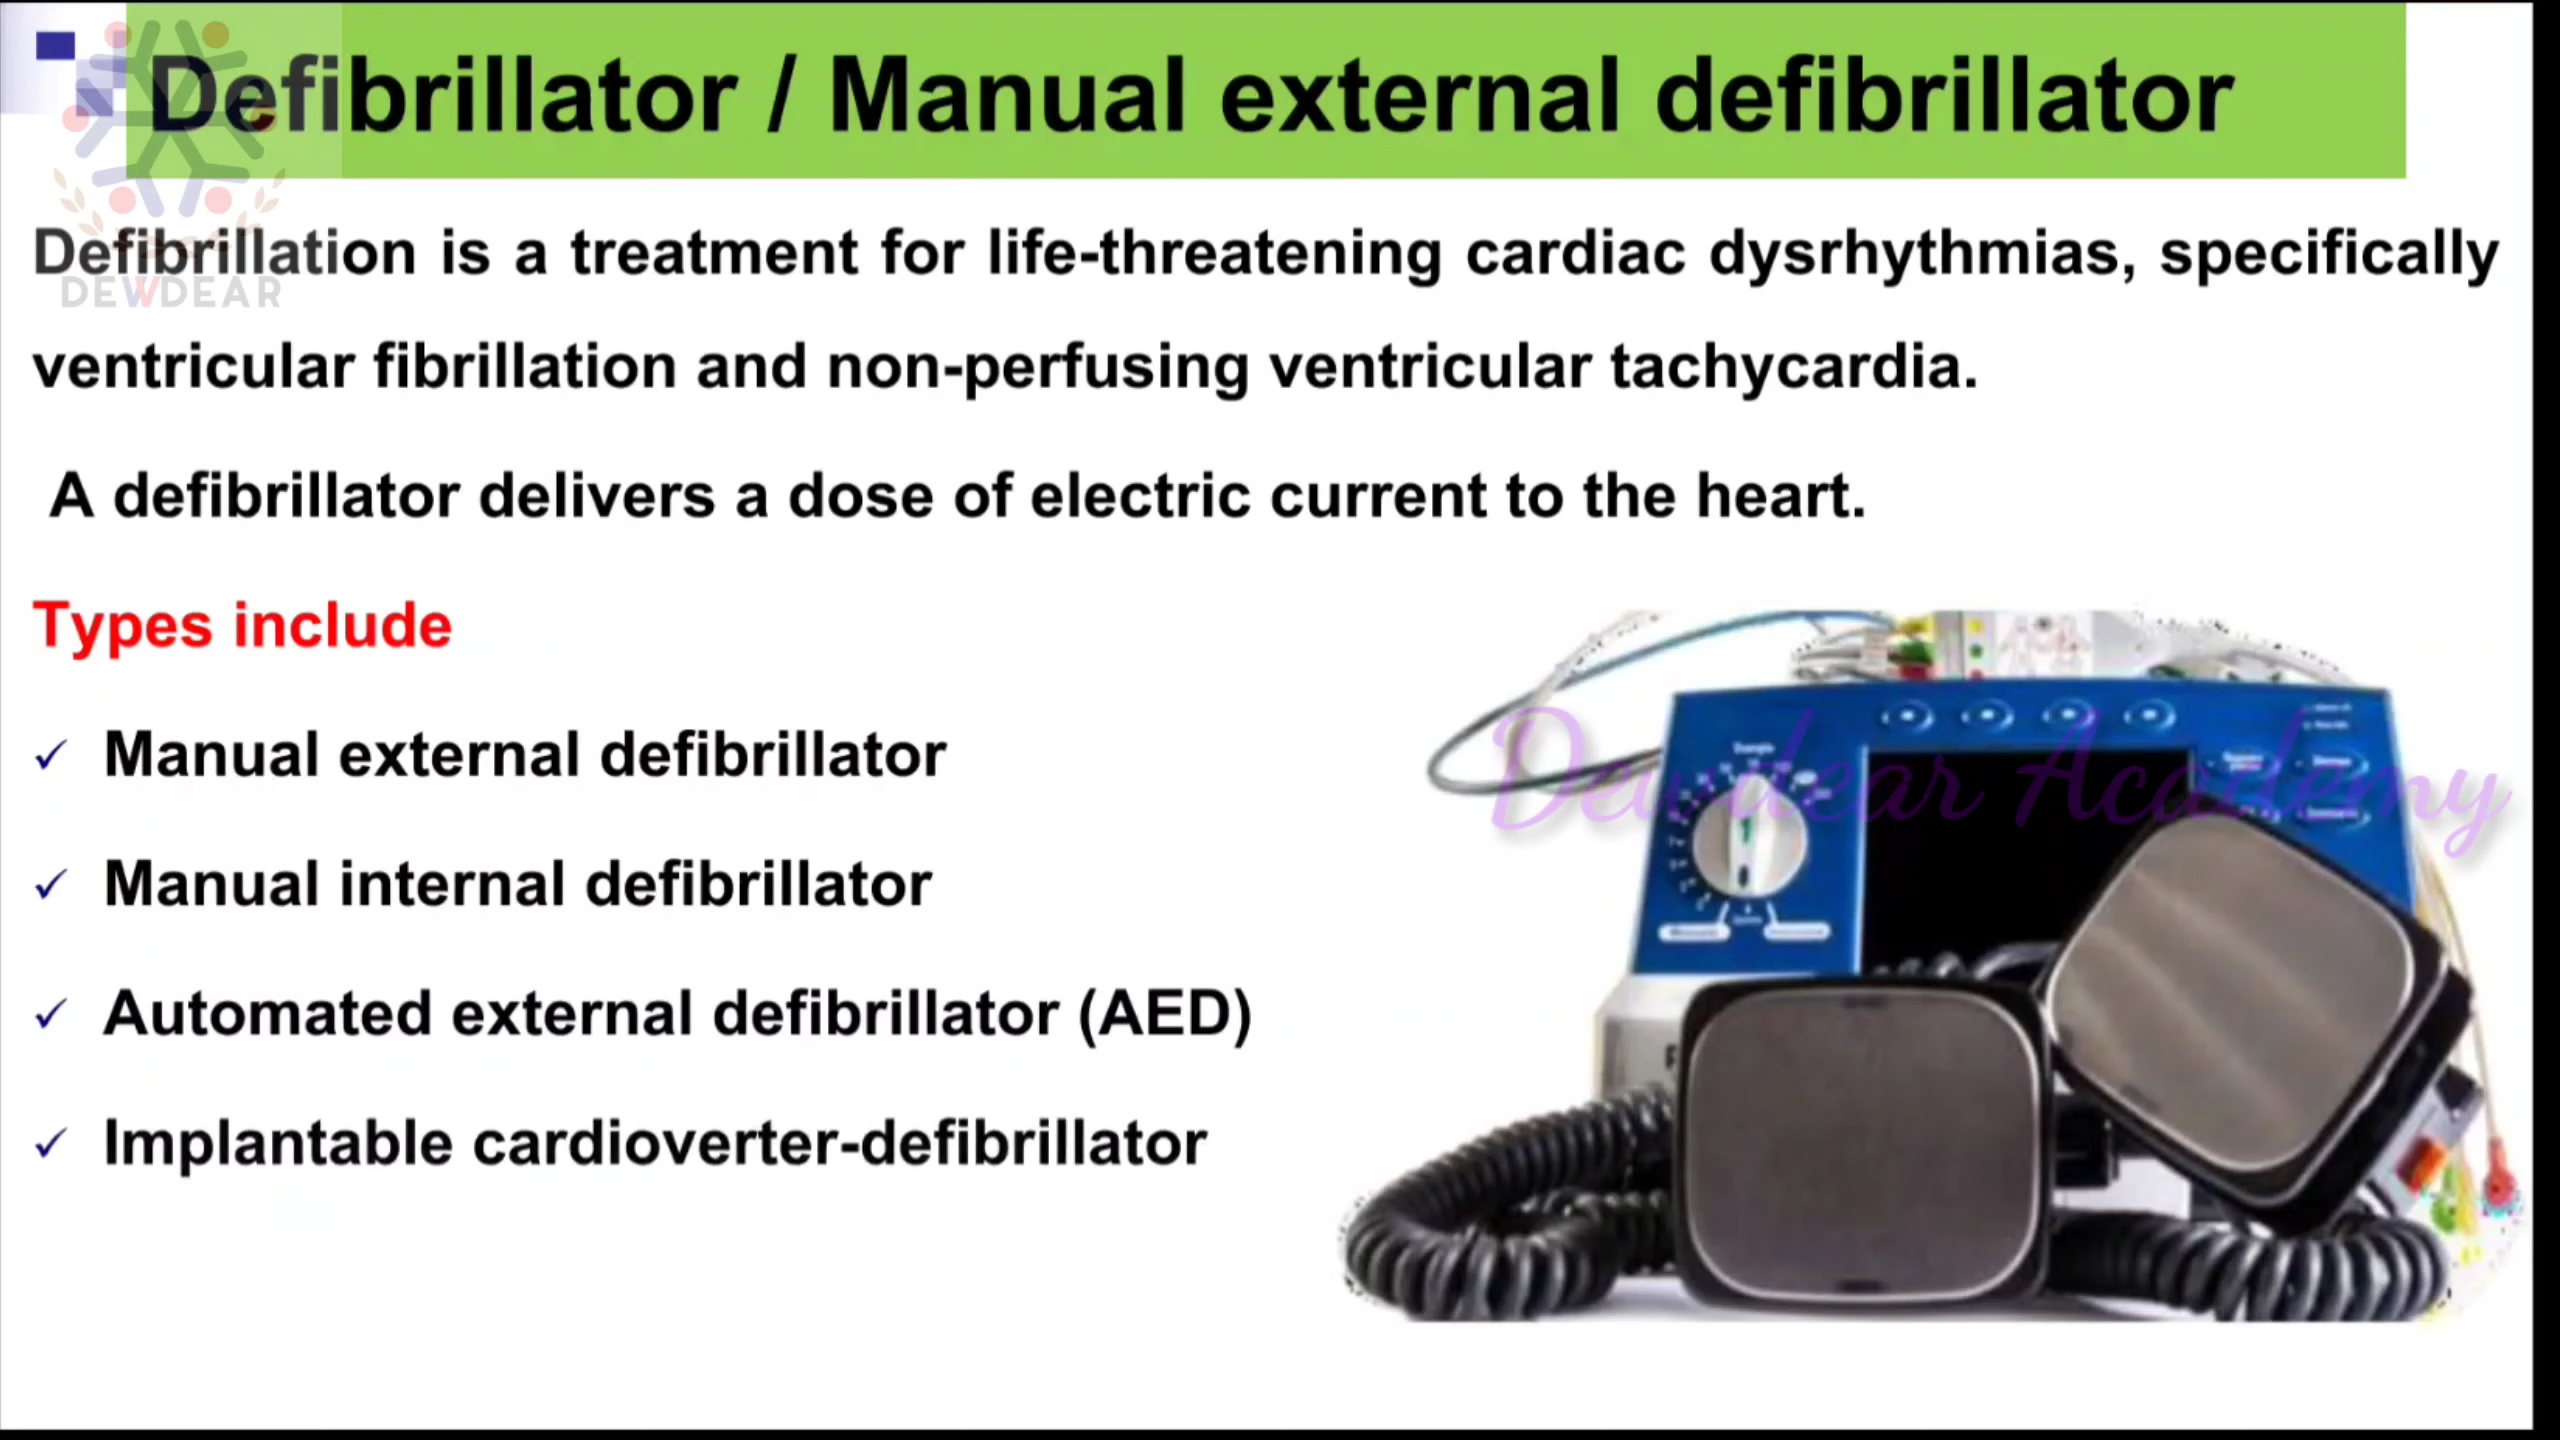 Defibrillator / Manual external defibrillator
DEWDEAR
Defibrillation is a treatment for life-threatening cardiac dysrhythmias, specifically
ventricular fibrillation and non-perfusing ventricular tachycardia.
A defibrillator delivers a dose of electric current to the heart.
Types include
Manual external defibrillator
Manual internal defibrillator
Automated external defibrillator (AED)
Implantable cardioverter-defibrillator
Dewdear Academy